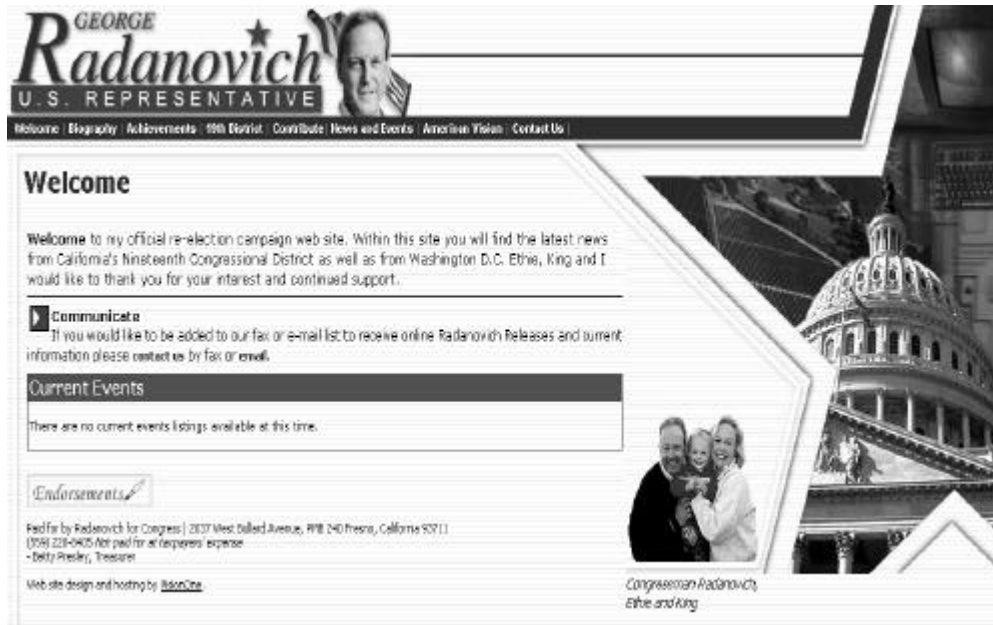 GEORGE
Radanovich
U.S. REPRESENTATIVE
Welcome | Biography | Achievements | 19th District | Contribute | News and Events | American Vision | Contact Us |
Welcome
Welcome to my official re-election campaign web site. Within this site you will find the latest news
from California's Nineteenth Congressional District as well as from Washington D.C. Ethie, King and I
would like to thank you for your interest and continued support.
Communicate
If you would like to be added to our fax or e-mail list to receive online Radanovich Releases and current
information please contact us by fax or email.
Current Events
There are no current events listings available at this time.
Endorsements
Paid for by Radanovich for Congress | 2037 West Bullard Avenue, PMB 240 Fresno, California 93711
(559) 228-6405 Not paid for at taxpayers' expense
- Betty Presley, Treasurer
Web site design and hosting by
Congressman Radanovich,
Ethie and King